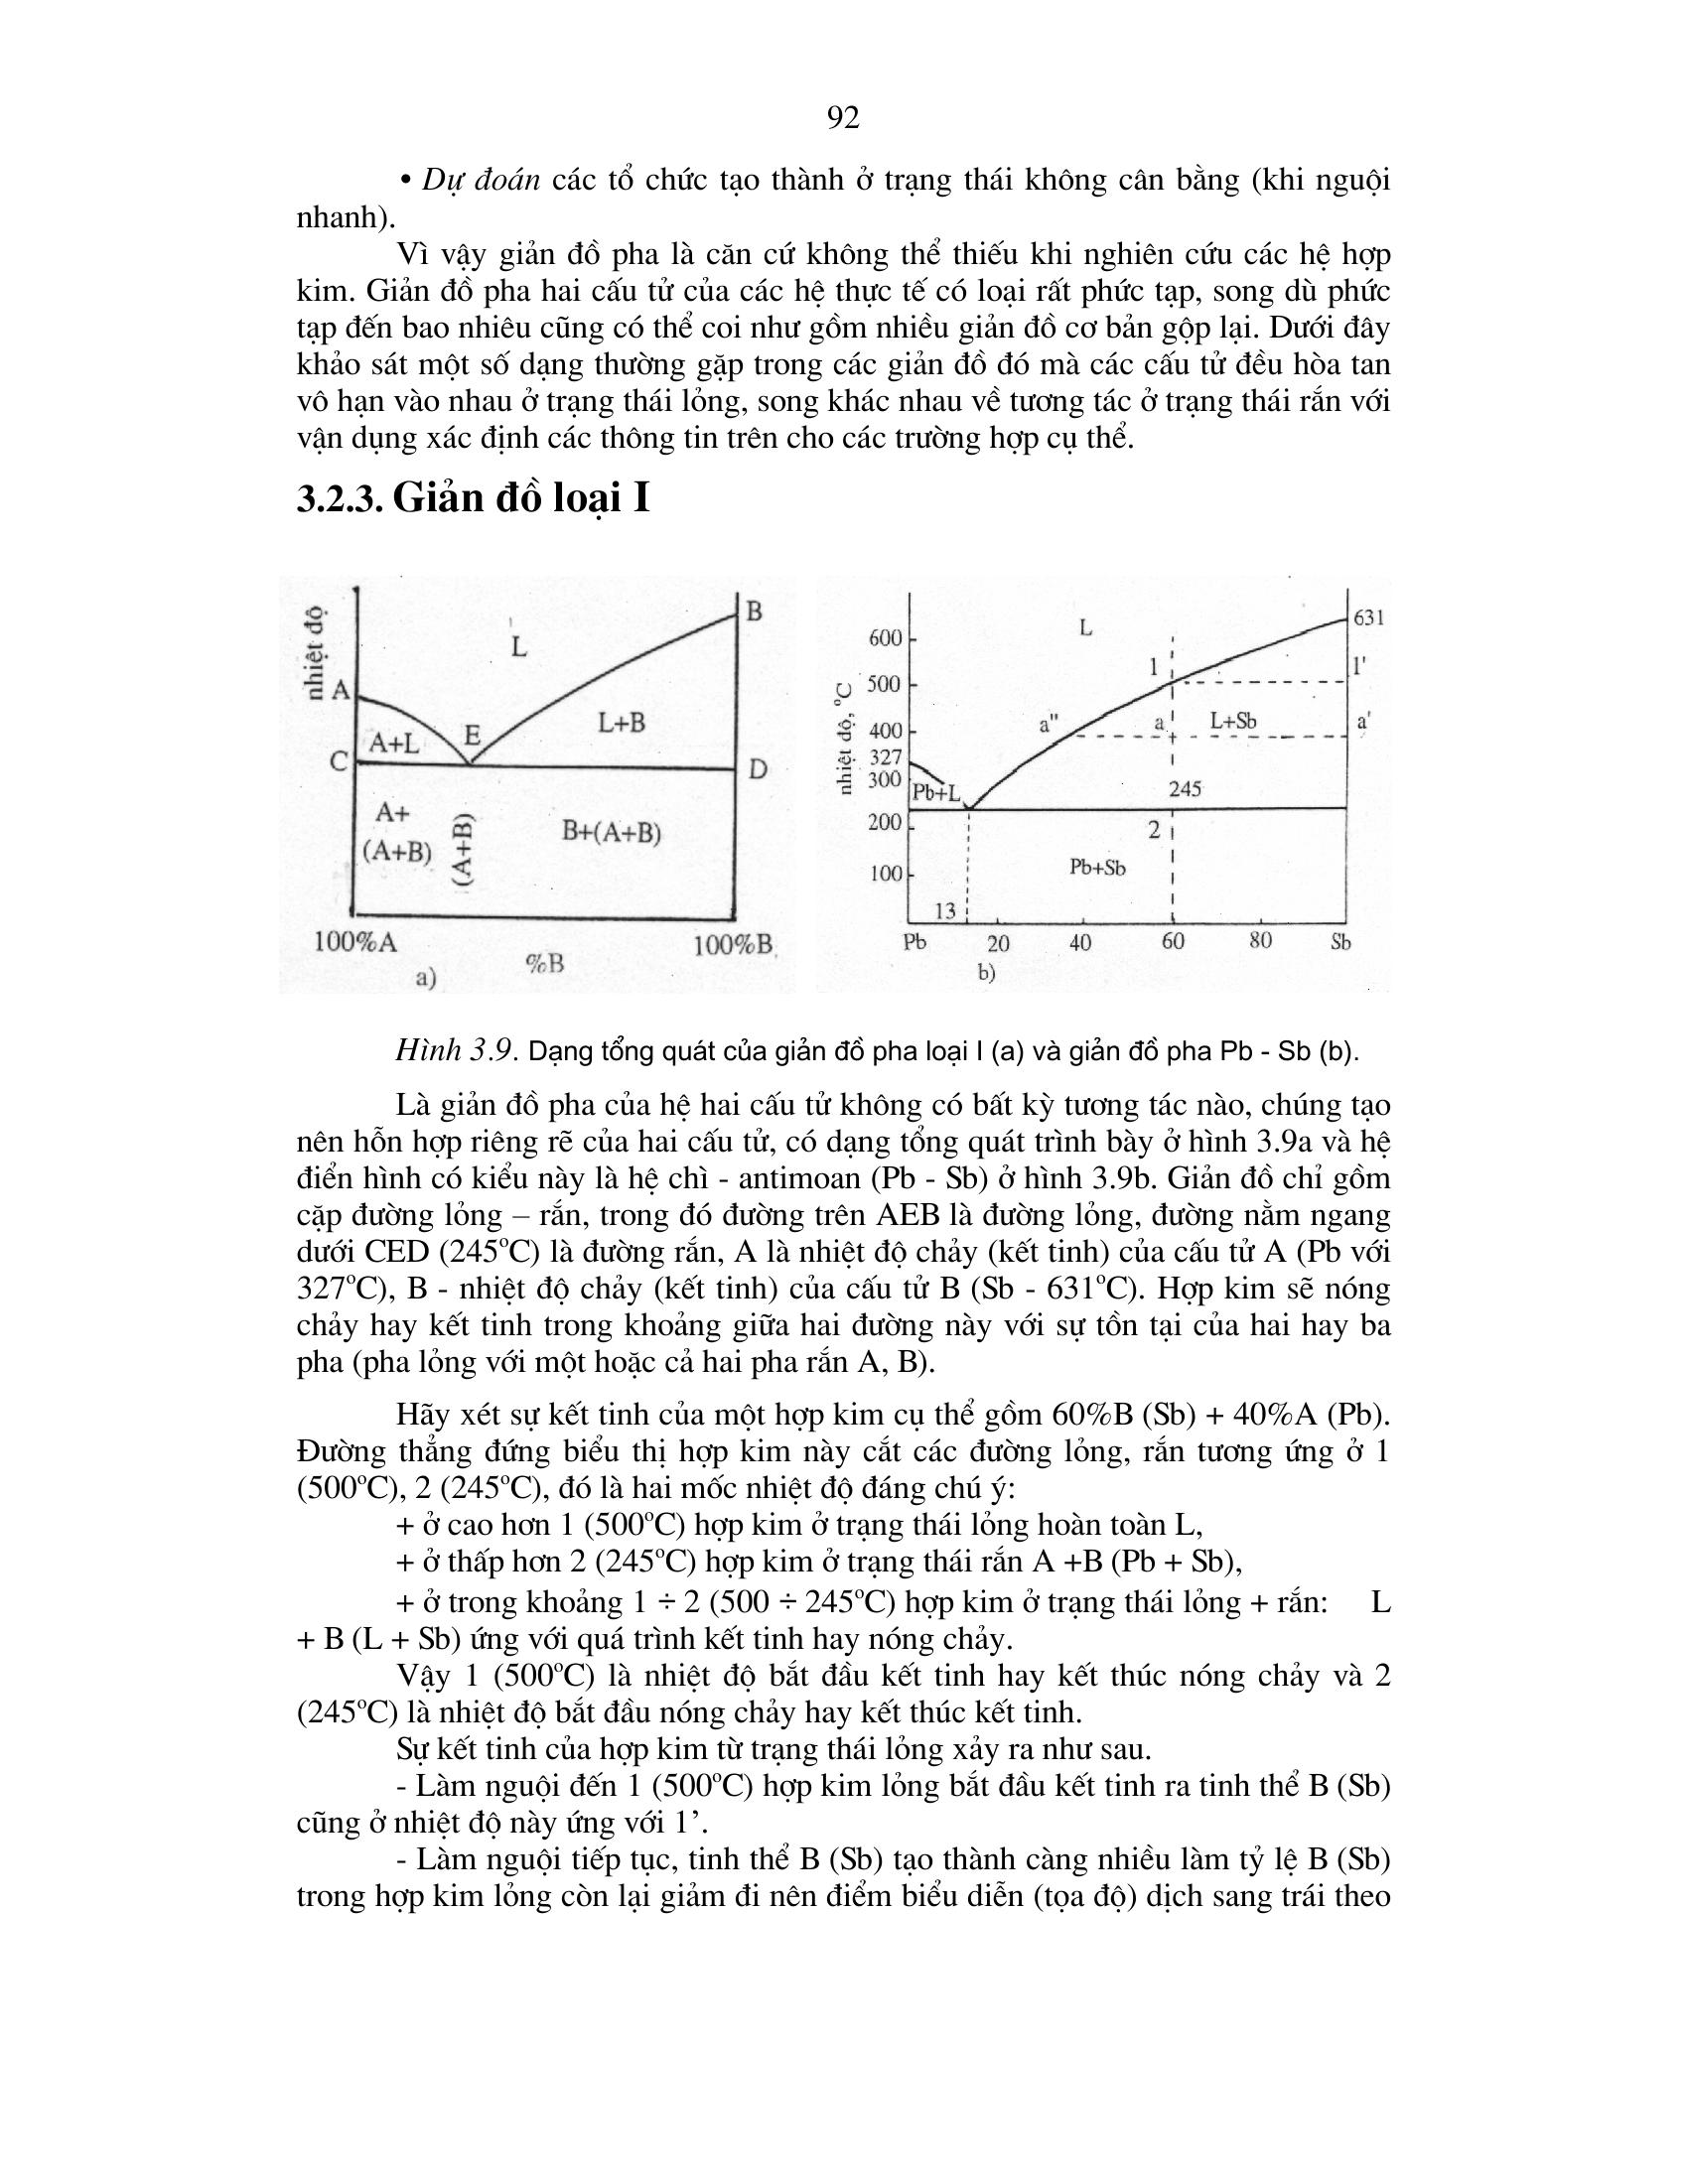 92
• Dự đoán các tổ chức tạo thành ở trạng thái không cân bằng (khi nguội
nhanh).
Vì vậy giản đồ pha là căn cứ không thể thiếu khi nghiên cứu các hệ hợp
kim. Giản đồ pha hai cấu tử của các hệ thực tế có loại rất phức tạp, song dù phức
tạp đến bao nhiêu cũng có thể coi như gồm nhiều giản đồ cơ bản gộp lại. Dưới đây
khảo sát một số dạng thường gặp trong các giản đồ đó mà các cấu tử đều hòa tan
vô hạn vào nhau ở trạng thái lỏng, song khác nhau về tương tác ở trạng thái rắn với
vận dụng xác định các thông tin trên cho các trường hợp cụ thể.
3.2.3. Giản đồ loại I
nhiệt độ
A
B
L
L+B
A+L
E
C
D
A+
(A+B)
(A+B)
B+(A+B)
100%A
%B
100%B
a)
nhiệt độ, ºC
600
500
400
327
300
200
100
L
631
1
1'
a"
a
L+Sb
a'
Pb+L
245
2
Pb+Sb
13
Pb
20
40
60
80
Sb
b)
Hình 3.9. Dạng tổng quát của giản đồ pha loại I (a) và giản đồ pha Pb - Sb (b).
Là giản đồ pha của hệ hai cấu tử không có bất kỳ tương tác nào, chúng tạo
nên hỗn hợp riêng rẽ của hai cấu tử, có dạng tổng quát trình bày ở hình 3.9a và hệ
điển hình có kiểu này là hệ chì - antimoan (Pb - Sb) ở hình 3.9b. Giản đồ chỉ gồm
cặp đường lỏng – rắn, trong đó đường trên AEB là đường lỏng, đường nằm ngang
dưới CED (245ºC) là đường rắn, A là nhiệt độ chảy (kết tinh) của cấu tử A (Pb với
327ºC), B - nhiệt độ chảy (kết tinh) của cấu tử B (Sb - 631ºC). Hợp kim sẽ nóng
chảy hay kết tinh trong khoảng giữa hai đường này với sự tồn tại của hai hay ba
pha (pha lỏng với một hoặc cả hai pha rắn A, B).
Hãy xét sự kết tinh của một hợp kim cụ thể gồm 60%B (Sb) + 40%A (Pb).
Đường thẳng đứng biểu thị hợp kim này cắt các đường lỏng, rắn tương ứng ở 1
(500ºC), 2 (245ºC), đó là hai mốc nhiệt độ đáng chú ý:
+ ở cao hơn 1 (500ºC) hợp kim ở trạng thái lỏng hoàn toàn L,
+ ở thấp hơn 2 (245ºC) hợp kim ở trạng thái rắn A +B (Pb + Sb),
+ ở trong khoảng 1 ÷ 2 (500 ÷ 245ºC) hợp kim ở trạng thái lỏng + rắn: L
+ B (L + Sb) ứng với quá trình kết tinh hay nóng chảy.
Vậy 1 (500ºC) là nhiệt độ bắt đầu kết tinh hay kết thúc nóng chảy và 2
(245ºC) là nhiệt độ bắt đầu nóng chảy hay kết thúc kết tinh.
Sự kết tinh của hợp kim từ trạng thái lỏng xảy ra như sau.
- Làm nguội đến 1 (500ºC) hợp kim lỏng bắt đầu kết tinh ra tinh thể B (Sb)
cũng ở nhiệt độ này ứng với 1’.
- Làm nguội tiếp tục, tinh thể B (Sb) tạo thành càng nhiều làm tỷ lệ B (Sb)
trong hợp kim lỏng còn lại giảm đi nên điểm biểu diễn (tọa độ) dịch sang trái theo